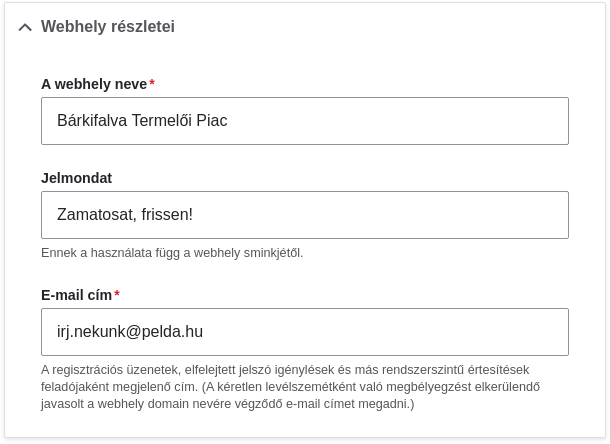 Webhely részletei
A webhely neve*
Bárkifalva Termelői Piac
Jelmondat
Zamatosat, frissen!
Ennek a használata függ a webhely sminkjétől.
E-mail cím*
irj.nekunk@pelda.hu
A regisztrációs üzenetek, elfelejtett jelszó igénylések és más rendszerszintű értesítések
feladójaként megjelenő cím. (A kéretlen levélszemétként való megbélyegzést elkerülendő
javasolt a webhely domain nevére végződő e-mail címet megadni.)